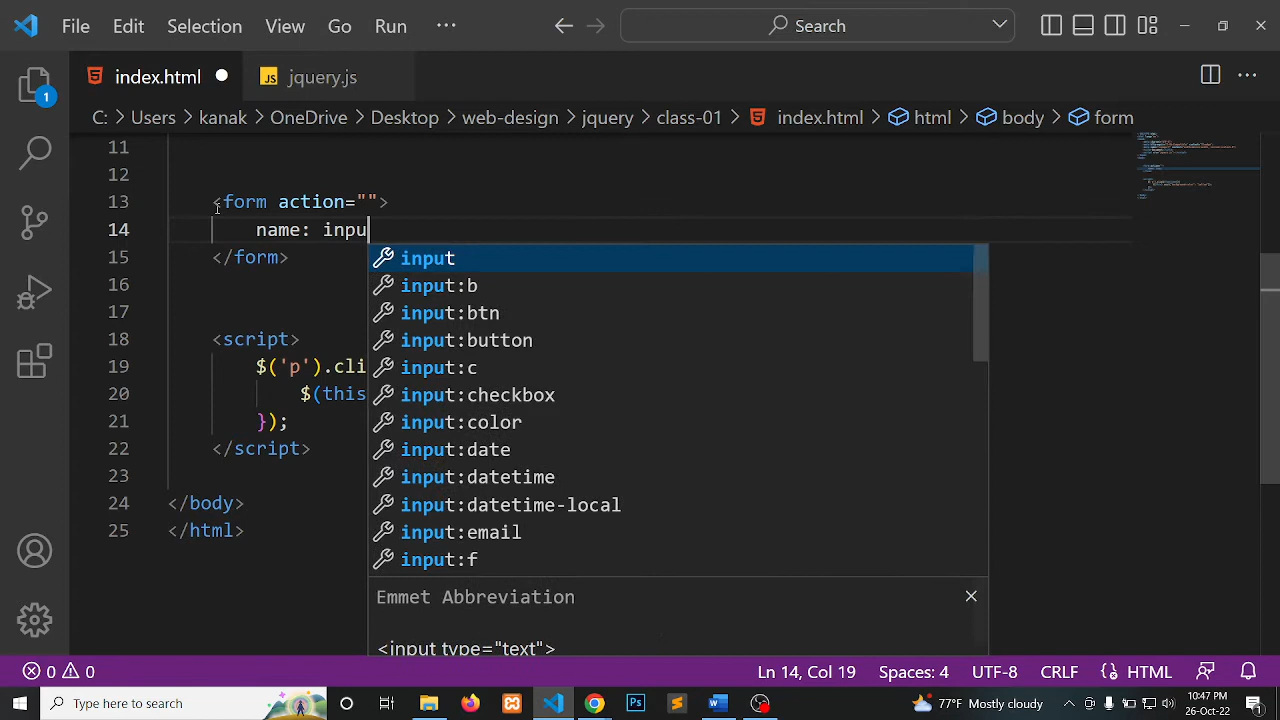 File Edit Selection View Go Run ··· Search
index.html jquery.js
1
C: > Users > kanak > OneDrive > Desktop > web-design > jquery > class-01 > index.html > html > body > form
11
12
13 <form action="">
14 name: inpu
15 </form>
16
17
18 <script>
19 $('p').cli
20 $(this
21 });
22 </script>
23
24 </body>
25 </html>
input
input:b
input:btn
input:button
input:c
input:checkbox
input:color
input:date
input:datetime
input:datetime-local
input:email
input:f
Emmet Abbreviation
<input type="text">
0 0 Ln 14, Col 19 Spaces: 4 UTF-8 CRLF HTML
Type here to search 77°F Mostly cloudy 10:47 PM
26-Oct-22